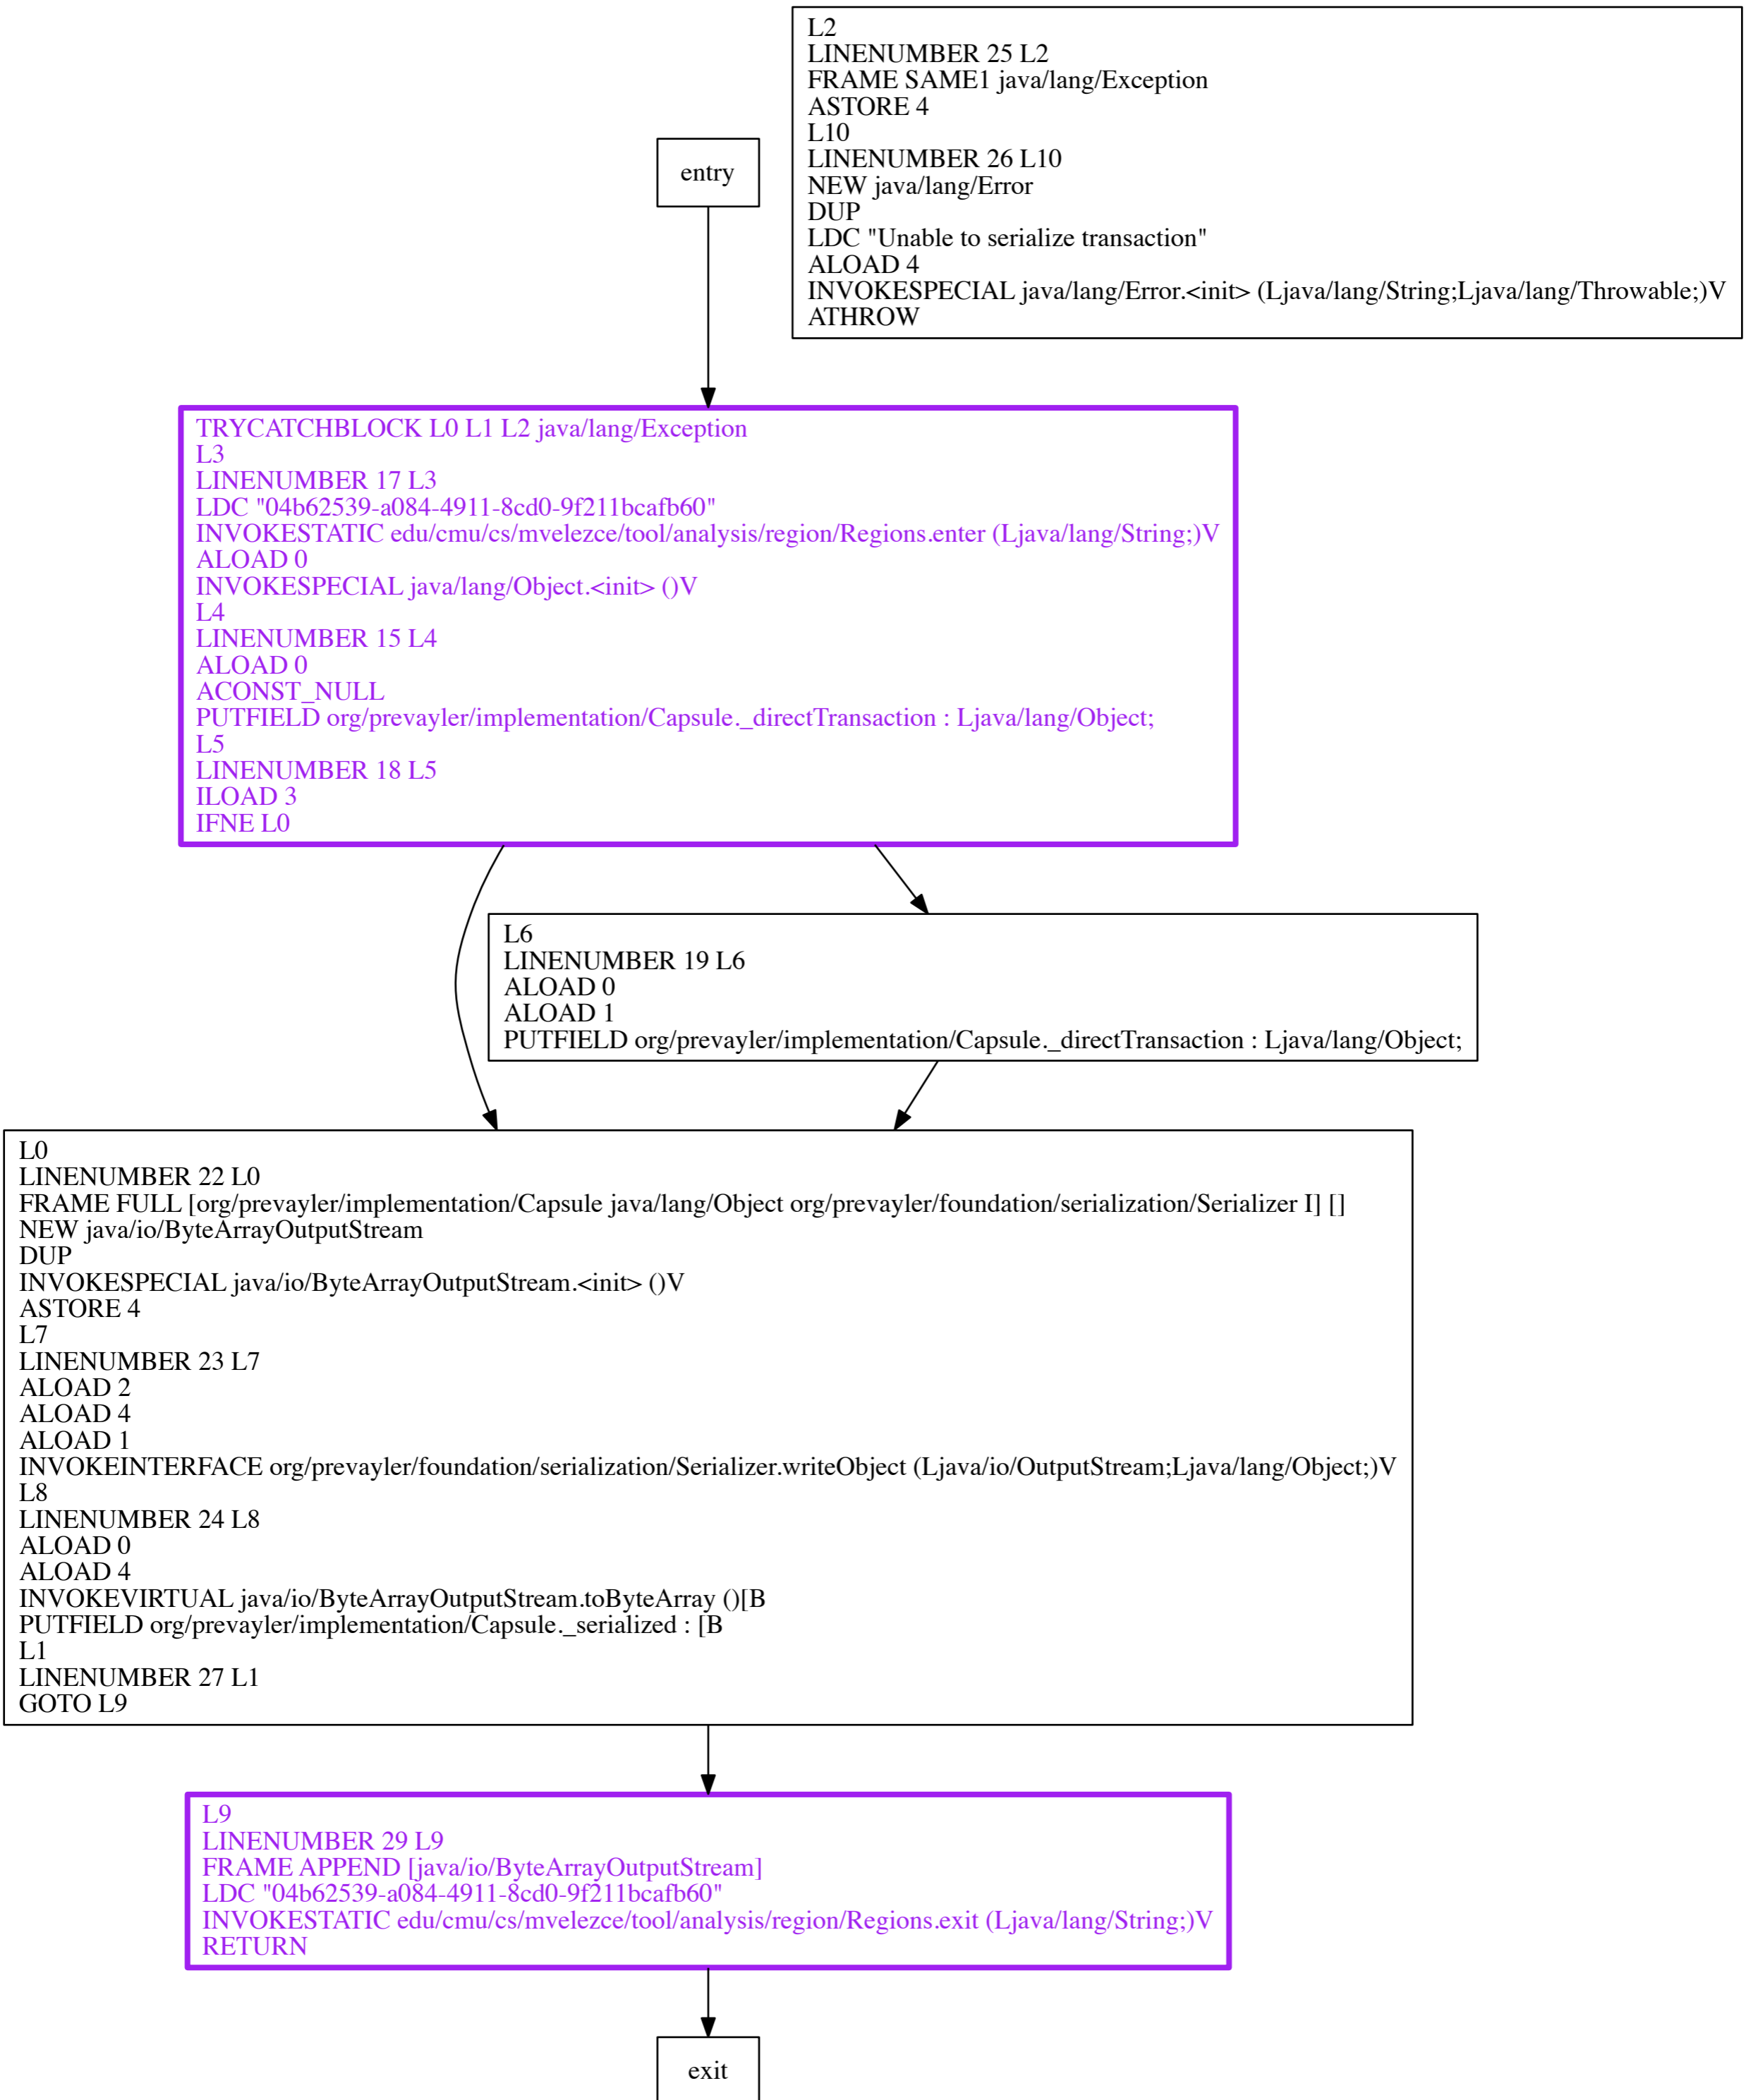 L2
LINENUMBER 25 L2
FRAME SAME1 java/lang/Exception
ASTORE 4
L10
LINENUMBER 26 L10
NEW java/lang/Error
DUP
LDC "Unable to serialize transaction"
ALOAD 4
INVOKESPECIAL java/lang/Error.<init> (Ljava/lang/String;Ljava/lang/Throwable;)V
ATHROW
entry
TRYCATCHBLOCK L0 L1 L2 java/lang/Exception
L3
LINENUMBER 17 L3
LDC "04b62539-a084-4911-8cd0-9f211bcafb60"
INVOKESTATIC edu/cmu/cs/mvelezce/tool/analysis/region/Regions.enter (Ljava/lang/String;)V
ALOAD 0
INVOKESPECIAL java/lang/Object.<init> ()V
L4
LINENUMBER 15 L4
ALOAD 0
ACONST_NULL
PUTFIELD org/prevayler/implementation/Capsule._directTransaction : Ljava/lang/Object;
L5
LINENUMBER 18 L5
ILOAD 3
IFNE L0
L6
LINENUMBER 19 L6
ALOAD 0
ALOAD 1
PUTFIELD org/prevayler/implementation/Capsule._directTransaction : Ljava/lang/Object;
L0
LINENUMBER 22 L0
FRAME FULL [org/prevayler/implementation/Capsule java/lang/Object org/prevayler/foundation/serialization/Serializer I] []
NEW java/io/ByteArrayOutputStream
DUP
INVOKESPECIAL java/io/ByteArrayOutputStream.<init> ()V
ASTORE 4
L7
LINENUMBER 23 L7
ALOAD 2
ALOAD 4
ALOAD 1
INVOKEINTERFACE org/prevayler/foundation/serialization/Serializer.writeObject (Ljava/io/OutputStream;Ljava/lang/Object;)V
L8
LINENUMBER 24 L8
ALOAD 0
ALOAD 4
INVOKEVIRTUAL java/io/ByteArrayOutputStream.toByteArray ()[B
PUTFIELD org/prevayler/implementation/Capsule._serialized : [B
L1
LINENUMBER 27 L1
GOTO L9
L9
LINENUMBER 29 L9
FRAME APPEND [java/io/ByteArrayOutputStream]
LDC "04b62539-a084-4911-8cd0-9f211bcafb60"
INVOKESTATIC edu/cmu/cs/mvelezce/tool/analysis/region/Regions.exit (Ljava/lang/String;)V
RETURN
exit